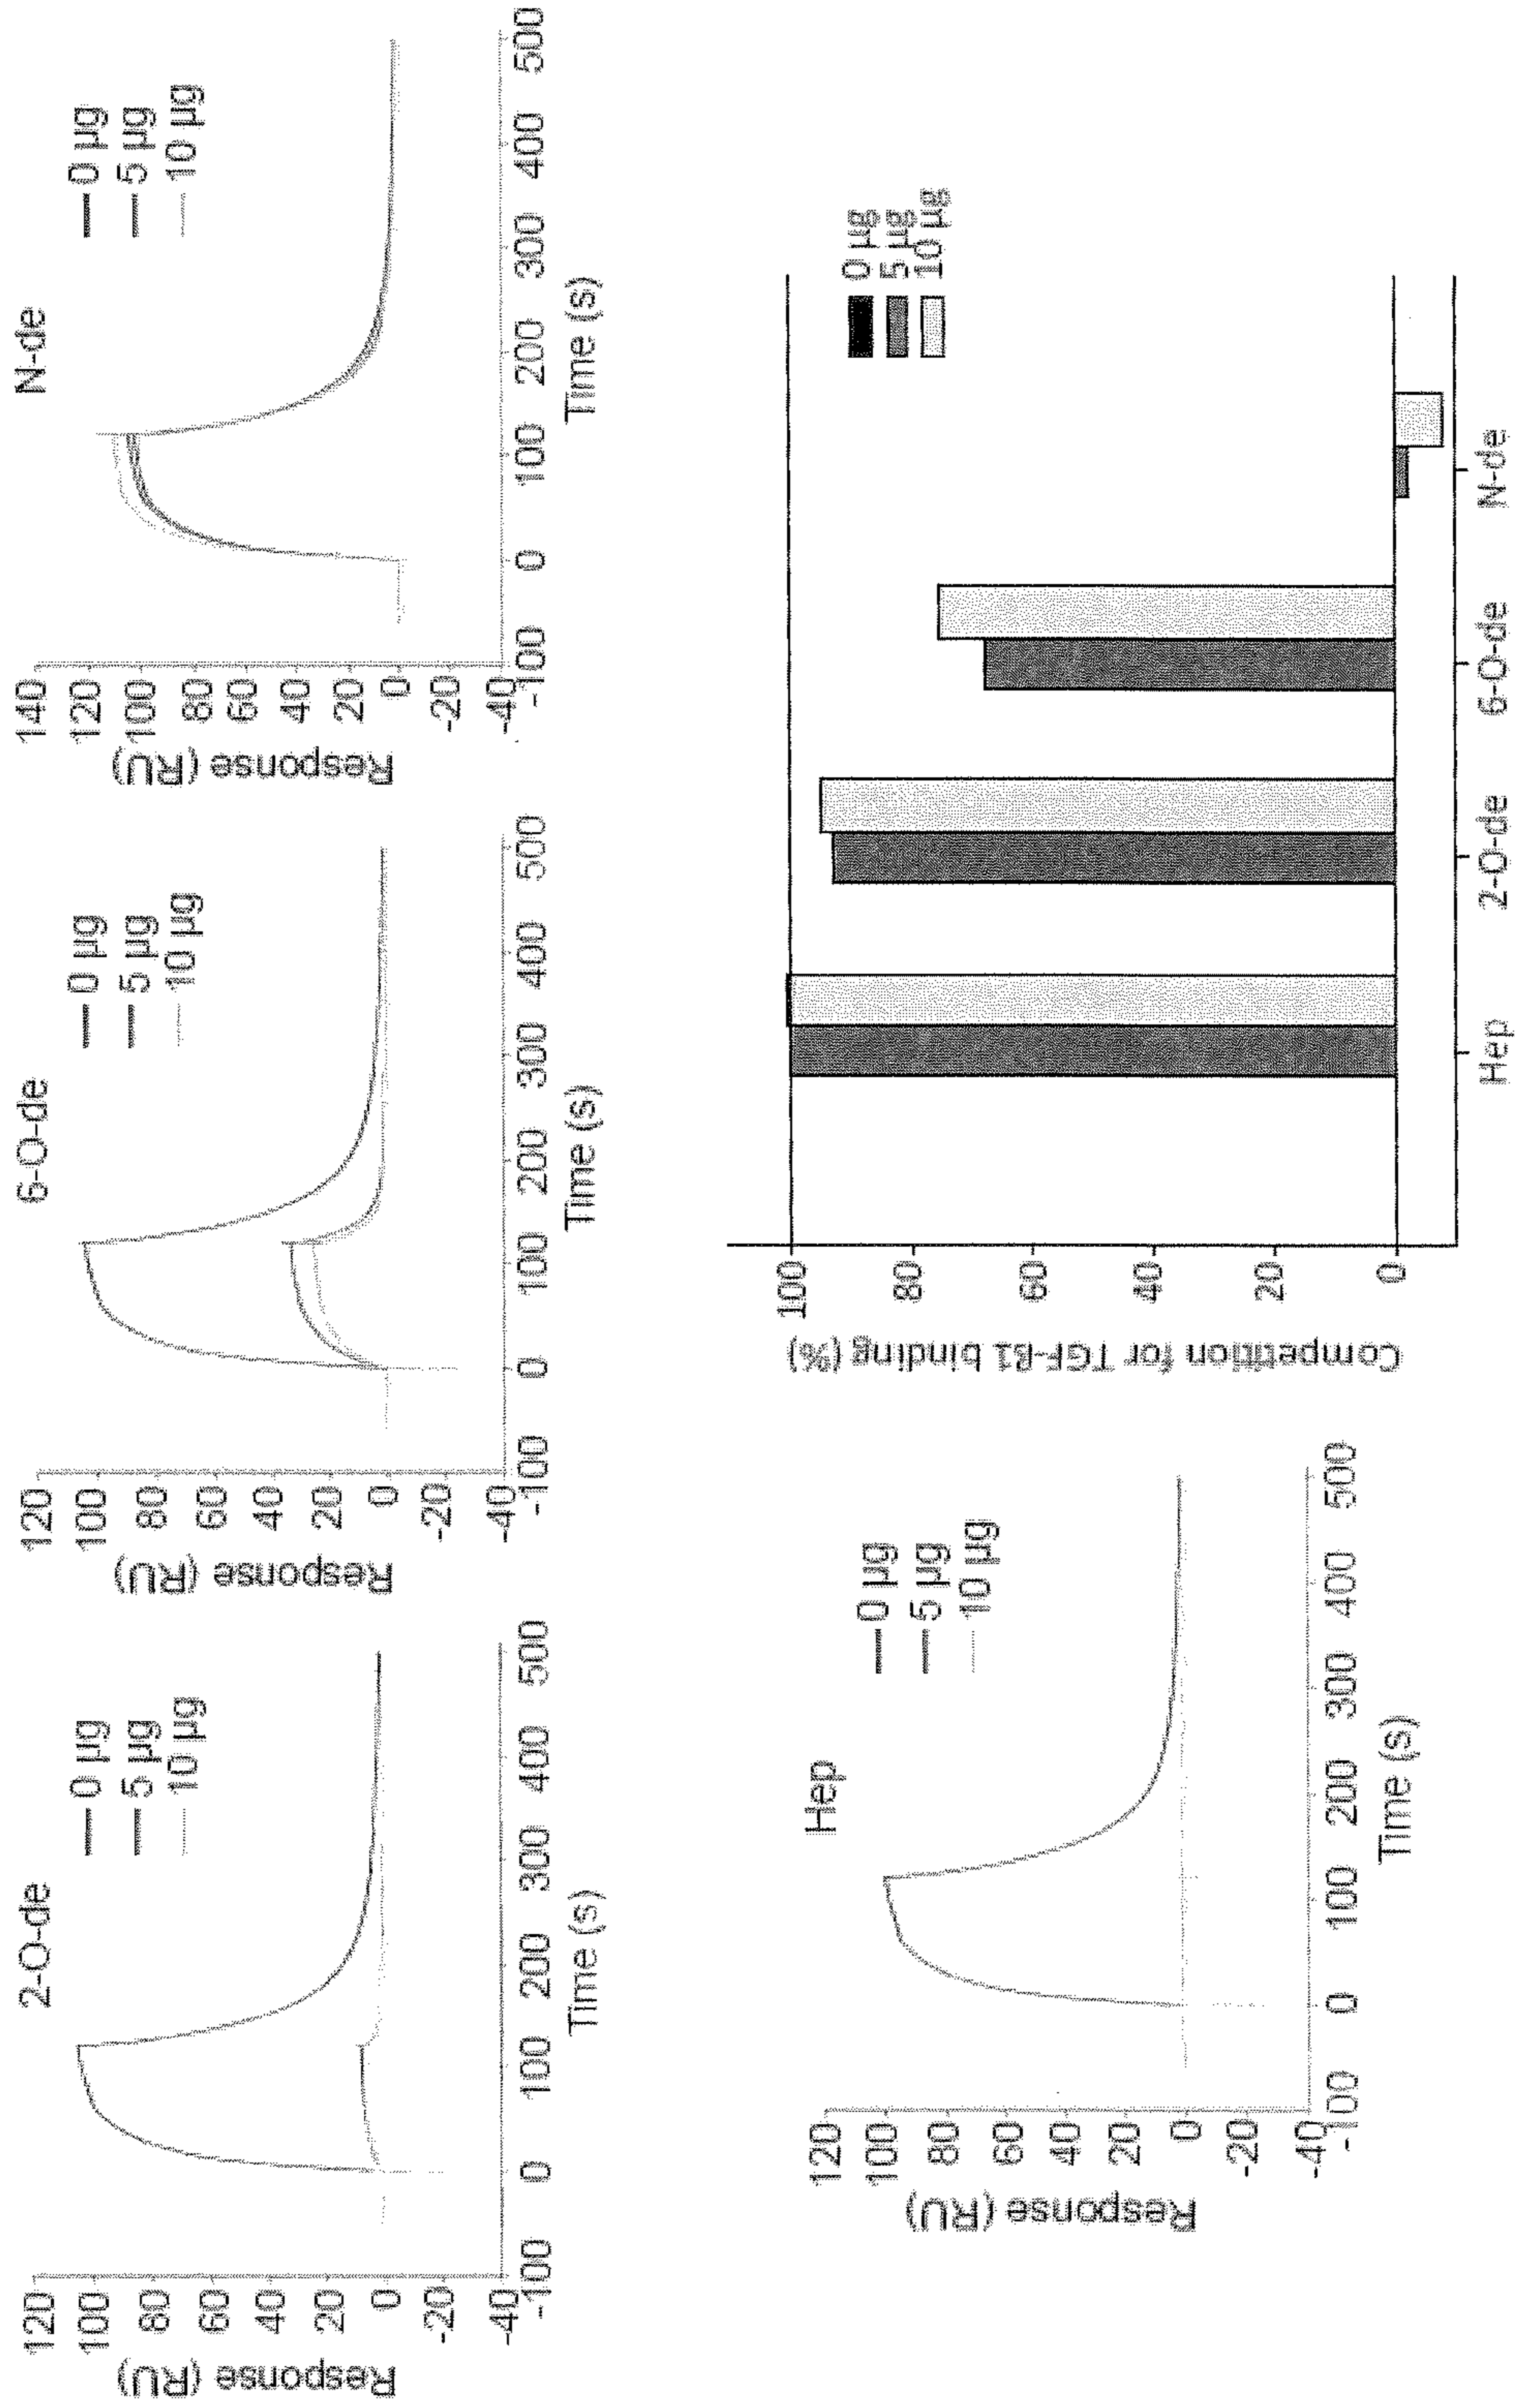 2-O-de
Response (RU)
120
100
80
60
40
20
0
-20
-40
-100
0
100
200
300
400
500
Time (s)
0 µg
5 µg
10 µg
6-O-de
Response (RU)
120
100
80
60
40
20
0
-20
-40
-100
0
100
200
300
400
500
Time (s)
0 µg
5 µg
10 µg
N-de
Response (RU)
140
120
100
80
60
40
20
0
-20
-40
-100
0
100
200
300
400
500
Time (s)
0 µg
5 µg
10 µg
Hep
Response (RU)
120
100
80
60
40
20
0
-20
-40
-100
0
100
200
300
400
500
Time (s)
0 µg
5 µg
10 µg
Competition for TGF-ß1 binding (%)
100
80
60
40
20
0
Hep
2-O-de
6-O-de
N-de
0 µg
5 µg
10 µg